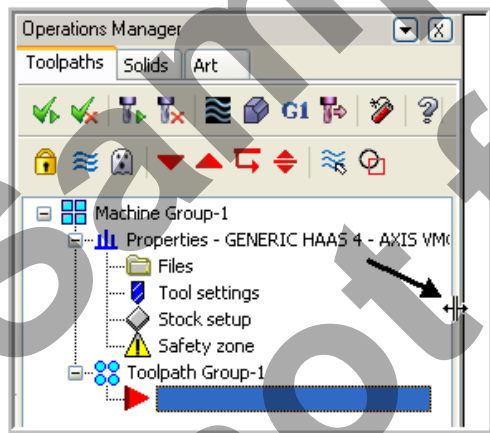 Operations Manager
Toolpaths Solids Art
G1
Machine Group-1
Properties - GENERIC HAAS 4 - AXIS VM
Files
Tool settings
Stock setup
Safety zone
Toolpath Group-1